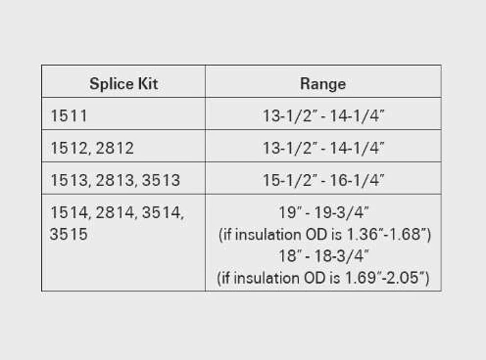 Splice Kit Range
1511 13-1/2″ - 14-1/4″
1512, 2812 13-1/2″ - 14-1/4″
1513, 2813, 3513 15-1/2″ - 16-1/4″
1514, 2814, 3514, 19″ - 19-3/4″
3515 (if insulation OD is 1.36″-1.68″)
18″ - 18-3/4″
(if insulation OD is 1.69″-2.05″)